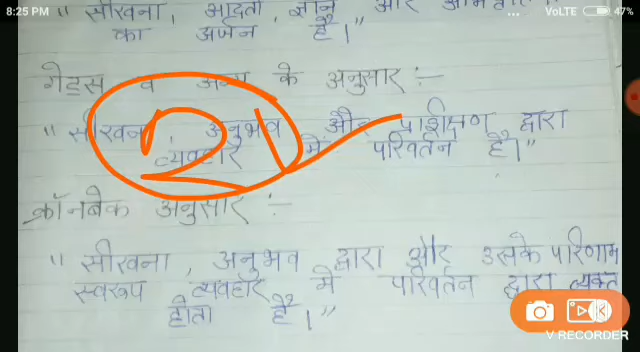 8:25 PM ... VoLTE 47%
" सीखना, आदतों, ज्ञान और
का अर्जन है।"
गेट्स व अन्य के अनुसार :-
" सीखना, अनुभव और प्रशिक्षण द्वारा
व्यवहार में परिवर्तन है।"
2
क्रॉनबेक अनुसार :-
" सीखना, अनुभव द्वारा और उसके परिणाम
स्वरूप व्यवहार में परिवर्तन द्वारा व्यक्त
होता है।"
V RECORDER